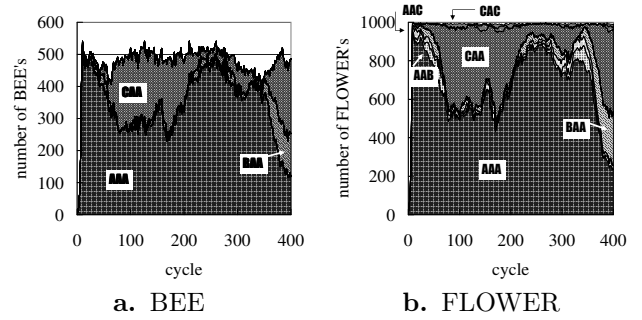 AAC
CAC
600
500
400
300
200
100
0
number of BEE's
CAA
BAA
AAA
0 100 200 300 400
cycle
a. BEE
1000
800
600
400
200
0
number of FLOWER's
AAB
CAA
BAA
AAA
0 100 200 300 400
cycle
b. FLOWER